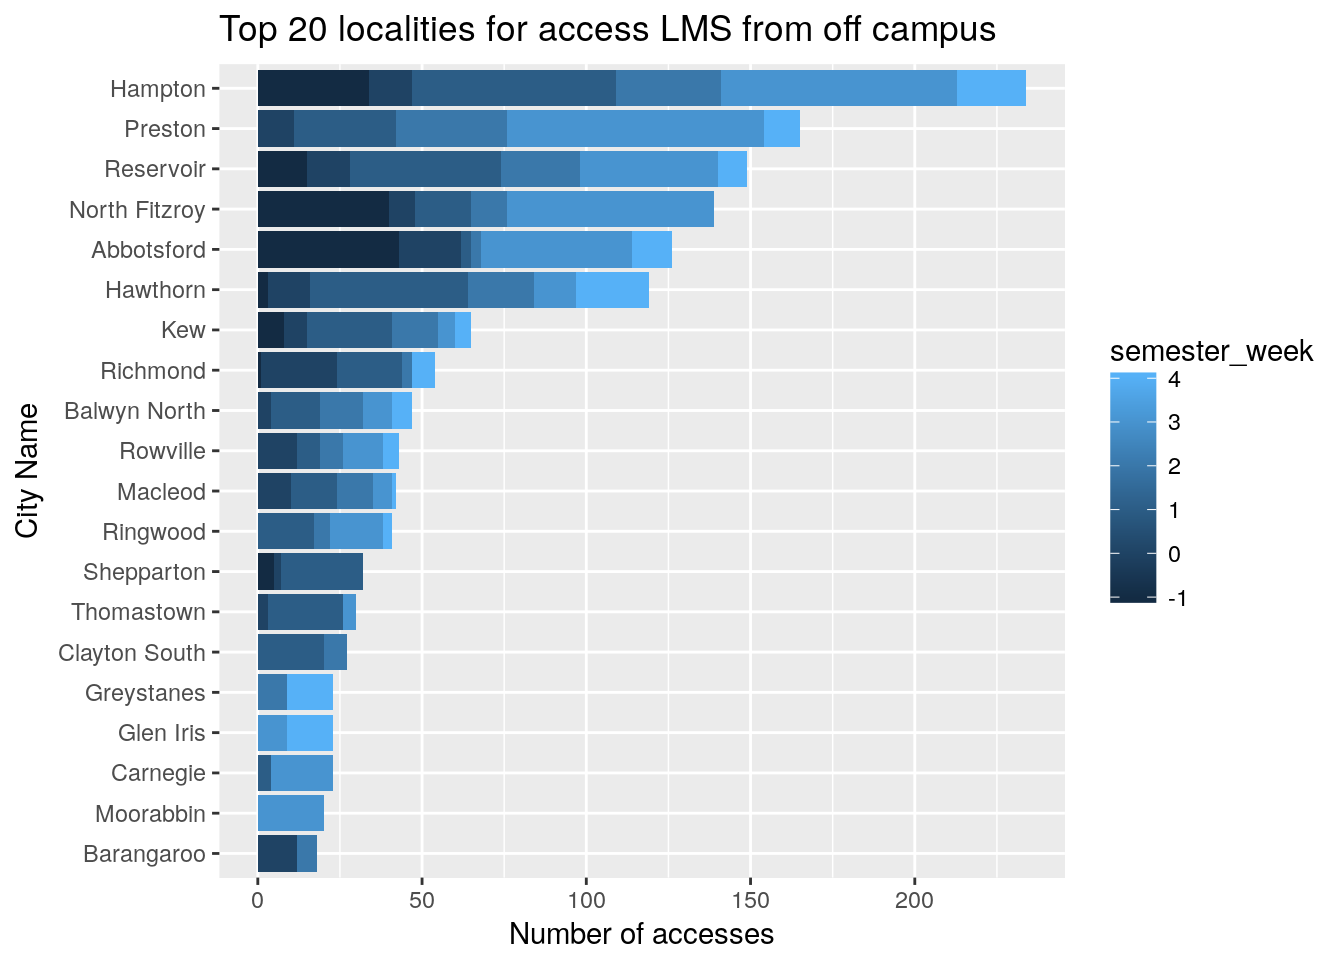 Top 20 localities for access LMS from off campus
City Name
Hampton
Preston
Reservoir
North Fitzroy
Abbotsford
Hawthorn
Kew
Richmond
Balwyn North
Rowville
Macleod
Ringwood
Shepparton
Thomastown
Clayton South
Greystanes
Glen Iris
Carnegie
Moorabbin
Barangaroo
0 50 100 150 200
Number of accesses
semester_week
4
3
2
1
0
-1